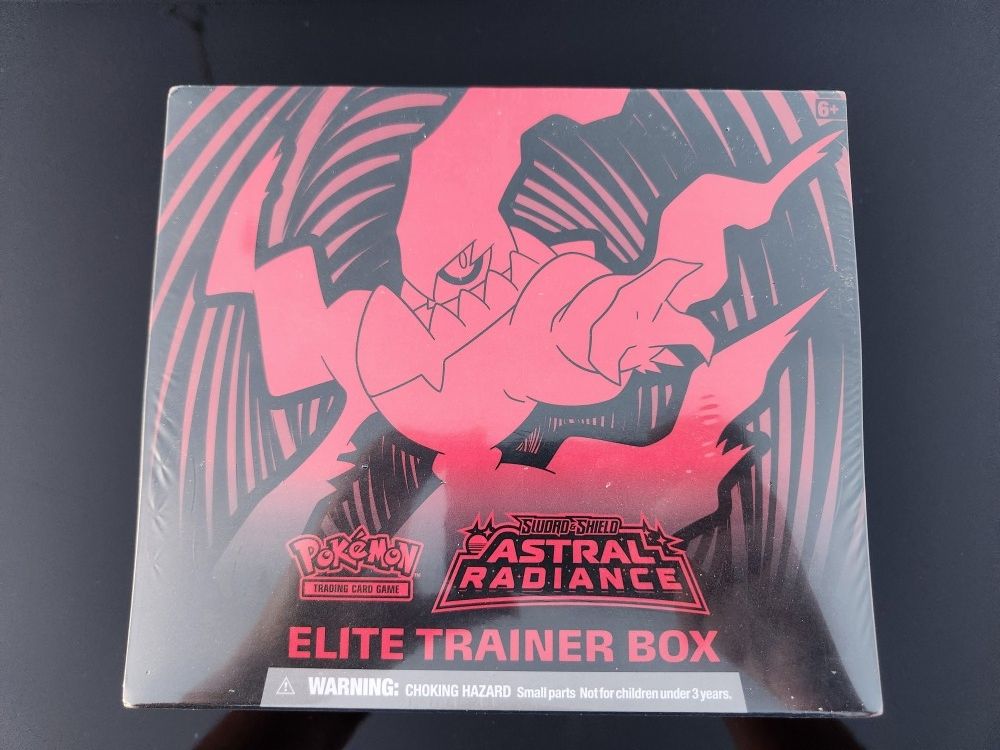 6+
SWORD & SHIELD
POKéMON
TRADING CARD GAME
ASTRAL
RADIANCE
ELITE TRAINER BOX
WARNING: CHOKING HAZARD Small parts Not for children under 3 years.